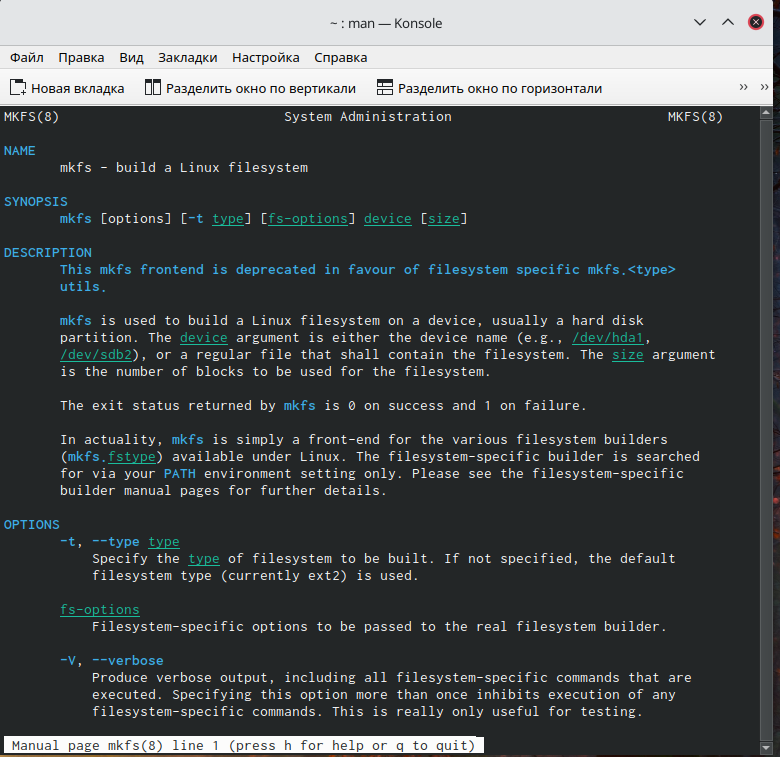 ~ : man — Konsole
Файл Правка Вид Закладки Настройка Справка
Новая вкладка Разделить окно по вертикали Разделить окно по горизонтали
MKFS(8) System Administration MKFS(8)
NAME
mkfs - build a Linux filesystem
SYNOPSIS
mkfs [options] [-t type] [fs-options] device [size]
DESCRIPTION
This mkfs frontend is deprecated in favour of filesystem specific mkfs.<type>
utils.
mkfs is used to build a Linux filesystem on a device, usually a hard disk
partition. The device argument is either the device name (e.g., /dev/hda1,
/dev/sdb2), or a regular file that shall contain the filesystem. The size argument
is the number of blocks to be used for the filesystem.
The exit status returned by mkfs is 0 on success and 1 on failure.
In actuality, mkfs is simply a front-end for the various filesystem builders
(mkfs.fstype) available under Linux. The filesystem-specific builder is searched
for via your PATH environment setting only. Please see the filesystem-specific
builder manual pages for further details.
OPTIONS
-t, --type type
Specify the type of filesystem to be built. If not specified, the default
filesystem type (currently ext2) is used.
fs-options
Filesystem-specific options to be passed to the real filesystem builder.
-V, --verbose
Produce verbose output, including all filesystem-specific commands that are
executed. Specifying this option more than once inhibits execution of any
filesystem-specific commands. This is really only useful for testing.
Manual page mkfs(8) line 1 (press h for help or q to quit)